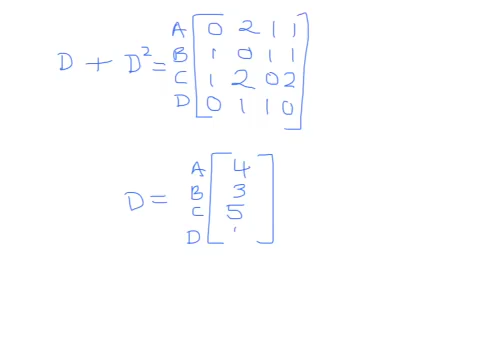 A 0 2 1 1
D + D² = B 1 0 1 1
C 1 2 0 2
D 0 1 1 0
A 4
B 3
D = C 5
D